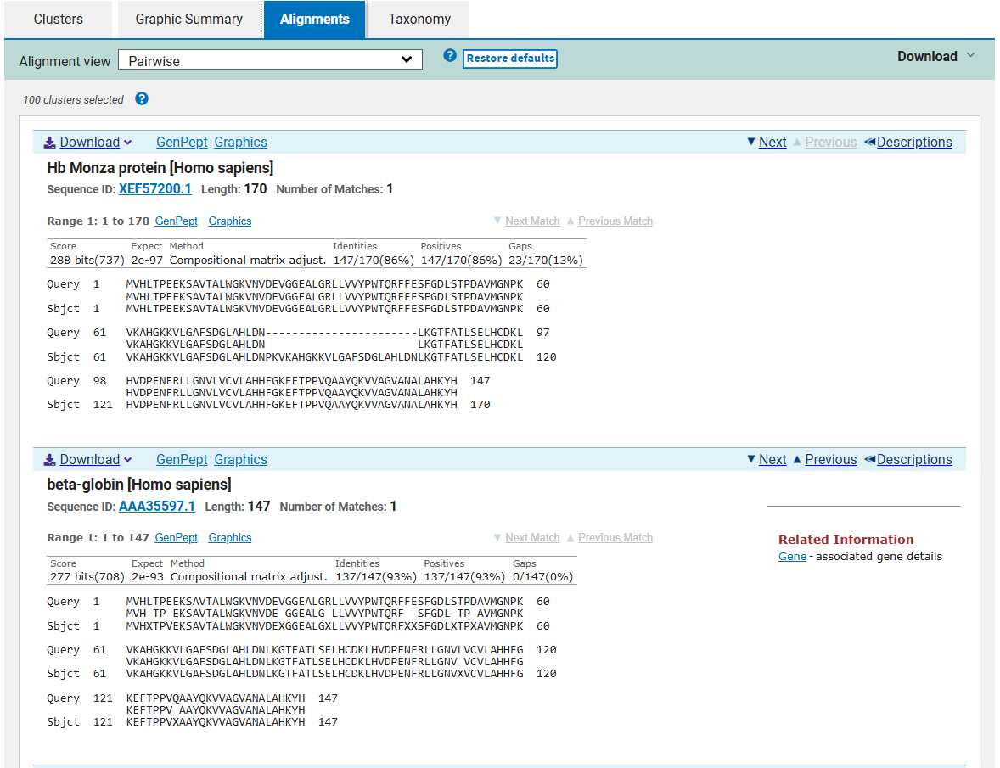 Clusters Graphic Summary Alignments Taxonomy
Alignment view Pairwise ? Restore defaults Download
100 clusters selected ?
Download GenPept Graphics Next Previous Descriptions
Hb Monza protein [Homo sapiens]
Sequence ID: XEF57200.1 Length: 170 Number of Matches: 1
Range 1: 1 to 170 GenPept Graphics Next Match Previous Match
Score Expect Method Identities Positives Gaps
288 bits(737) 2e-97 Compositional matrix adjust. 147/170(86%) 147/170(86%) 23/170(13%)
Query 1 MVHLTPEEKSAVTALWGKVNVDEVGGEALGRLLVVYPWTQRFFESFGDLSTPDAVMGNPK 60
MVHLTPEEKSAVTALWGKVNVDEVGGEALGRLLVVYPWTQRFFESFGDLSTPDAVMGNPK
Sbjct 1 MVHLTPEEKSAVTALWGKVNVDEVGGEALGRLLVVYPWTQRFFESFGDLSTPDAVMGNPK 60
Query 61 VKAHGKKVLGAFSDGLAHLDN-----------------------LKGTFATLSELHCDKL 97
VKAHGKKVLGAFSDGLAHLDN                       LKGTFATLSELHCDKL
Sbjct 61 VKAHGKKVLGAFSDGLAHLDNPKVKAHGKKVLGAFSDGLAHLDNLKGTFATLSELHCDKL 120
Query 98 HVDPENFRLLGNVLVCVLAHHFGKEFTPPVQAAYQKVVAGVANALAHKYH 147
HVDPENFRLLGNVLVCVLAHHFGKEFTPPVQAAYQKVVAGVANALAHKYH
Sbjct 121 HVDPENFRLLGNVLVCVLAHHFGKEFTPPVQAAYQKVVAGVANALAHKYH 170
Download GenPept Graphics Next Previous Descriptions
beta-globin [Homo sapiens]
Sequence ID: AAA35597.1 Length: 147 Number of Matches: 1
Range 1: 1 to 147 GenPept Graphics Next Match Previous Match
Score Expect Method Identities Positives Gaps
277 bits(708) 2e-93 Compositional matrix adjust. 137/147(93%) 137/147(93%) 0/147(0%)
Query 1 MVHLTPEEKSAVTALWGKVNVDEVGGEALGRLLVVYPWTQRFFESFGDLSTPDAVMGNPK 60
MVH TP EKSAVTALWGKVNVDE GGEALG LLVVYPWTQRF  SFGDL TP AVMGNPK
Sbjct 1 MVHXTPVEKSAVTALWGKVNVDEXGGEALGXLLVVYPWTQRFXXSFGDLXTPXAVMGNPK 60
Query 61 VKAHGKKVLGAFSDGLAHLDNLKGTFATLSELHCDKLHVDPENFRLLGNVLVCVLAHHFG 120
VKAHGKKVLGAFSDGLAHLDNLKGTFATLSELHCDKLHVDPENFRLLGNV VCVLAHHFG
Sbjct 61 VKAHGKKVLGAFSDGLAHLDNLKGTFATLSELHCDKLHVDPENFRLLGNVXVCVLAHHFG 120
Query 121 KEFTPPVQAAYQKVVAGVANALAHKYH 147
KEFTPPV AAYQKVVAGVANALAHKYH
Sbjct 121 KEFTPPVXAAYQKVVAGVANALAHKYH 147
Related Information
Gene - associated gene details